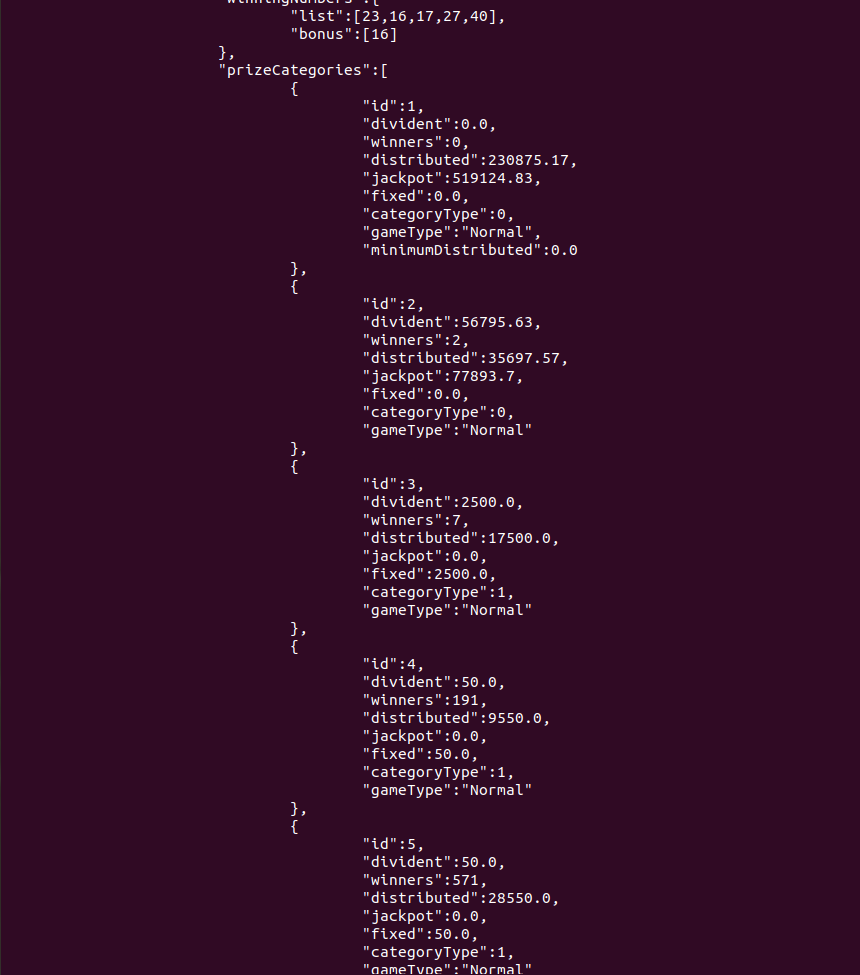 "winningNumbers":{
"list":[23,16,17,27,40],
"bonus":[16]
},
"prizeCategories":[
{
"id":1,
"divident":0.0,
"winners":0,
"distributed":230875.17,
"jackpot":519124.83,
"fixed":0.0,
"categoryType":0,
"gameType":"Normal",
"minimumDistributed":0.0
},
{
"id":2,
"divident":56795.63,
"winners":2,
"distributed":35697.57,
"jackpot":77893.7,
"fixed":0.0,
"categoryType":0,
"gameType":"Normal"
},
{
"id":3,
"divident":2500.0,
"winners":7,
"distributed":17500.0,
"jackpot":0.0,
"fixed":2500.0,
"categoryType":1,
"gameType":"Normal"
},
{
"id":4,
"divident":50.0,
"winners":191,
"distributed":9550.0,
"jackpot":0.0,
"fixed":50.0,
"categoryType":1,
"gameType":"Normal"
},
{
"id":5,
"divident":50.0,
"winners":571,
"distributed":28550.0,
"jackpot":0.0,
"fixed":50.0,
"categoryType":1,
"gameType":"Normal"